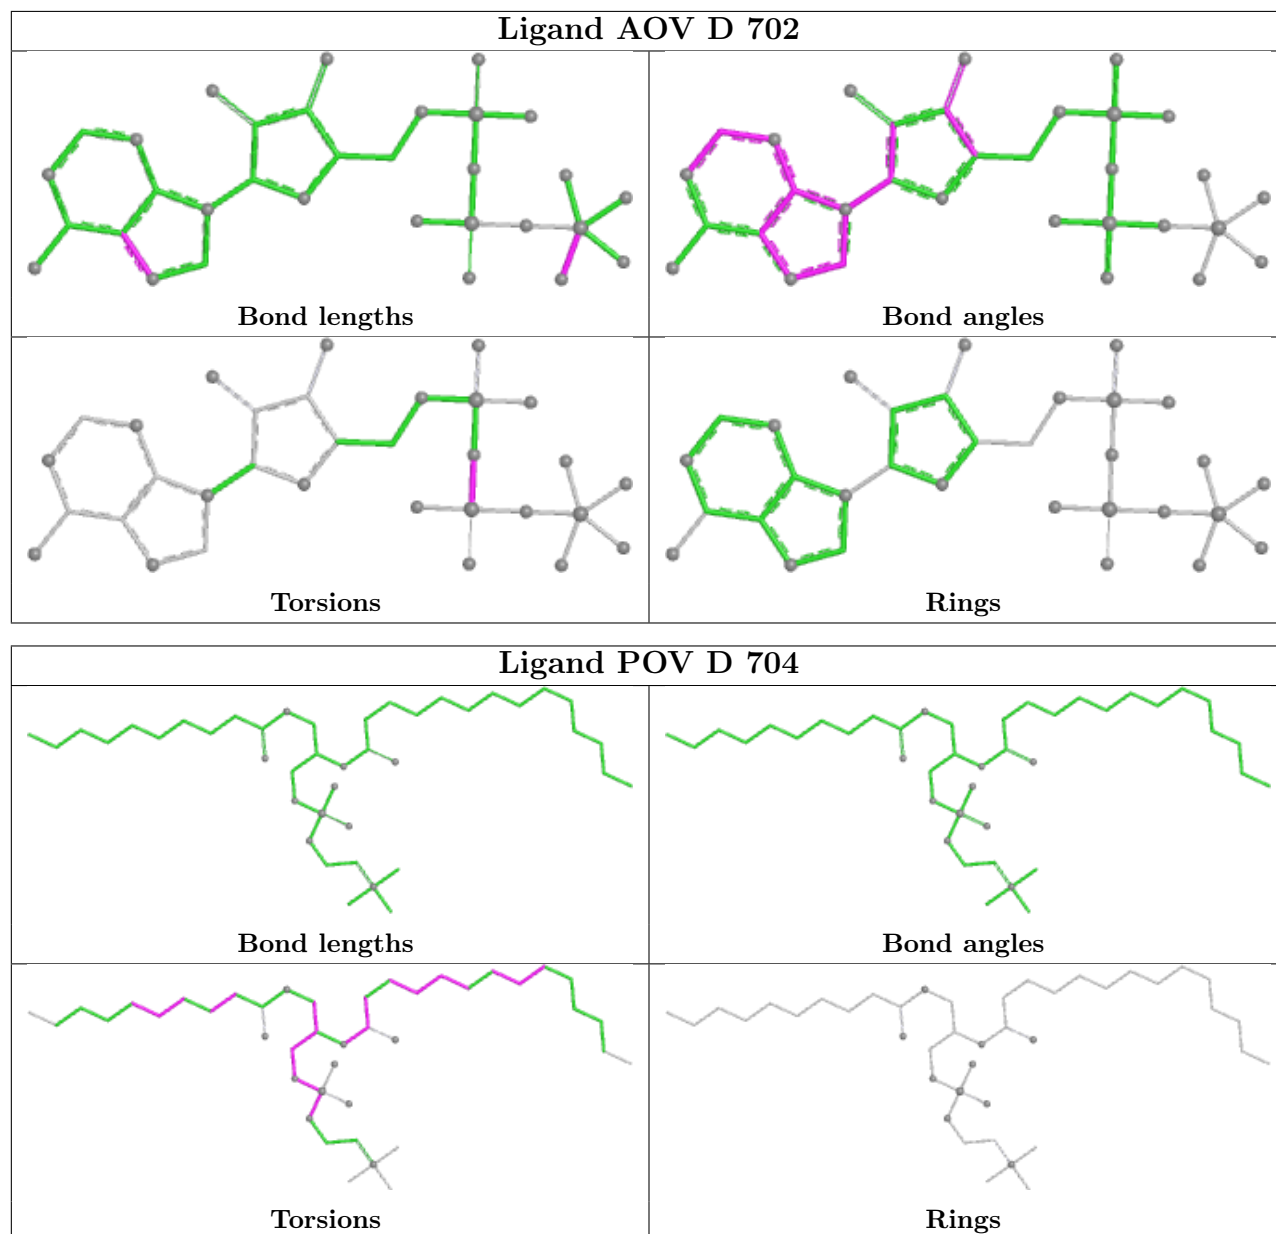 Ligand AOV D 702
Bond lengths
Bond angles
Torsions
Rings
Ligand POV D 704
Bond lengths
Bond angles
Torsions
Rings